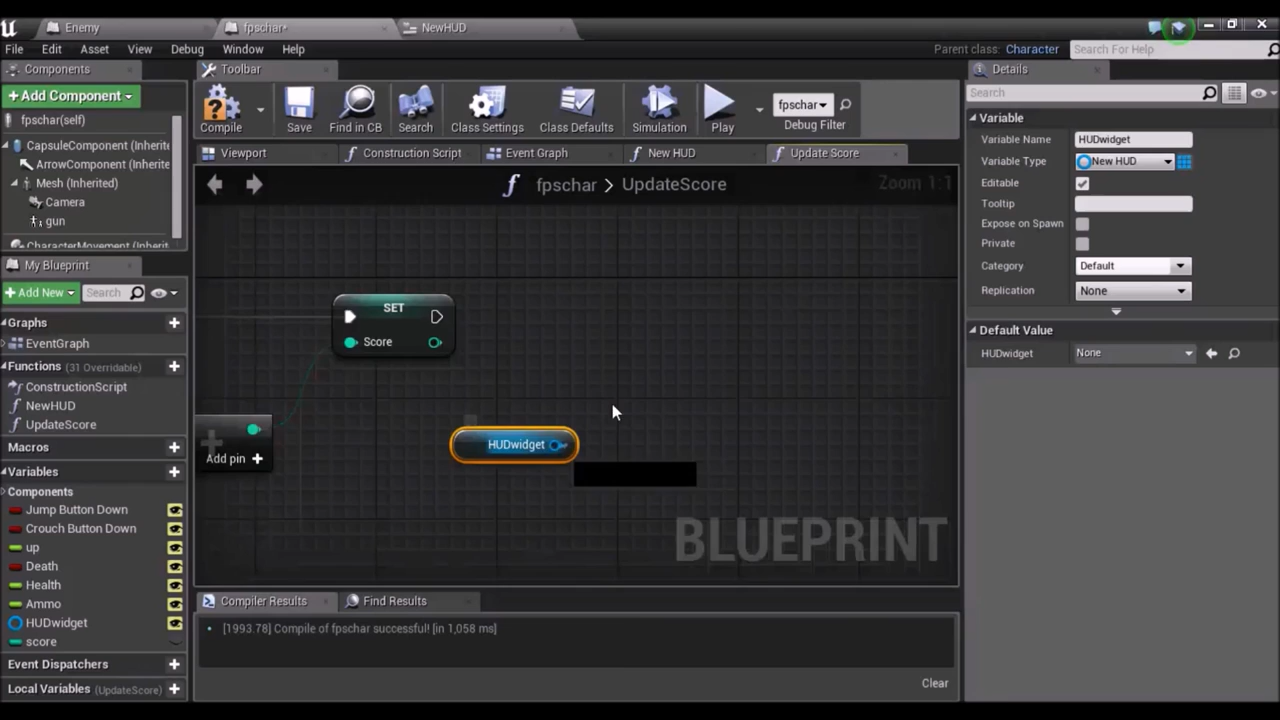 Enemy
fpschar*
NewHUD
File
Edit
Asset
View
Debug
Window
Help
Parent class:
Character
Search For Help
Components
+Add Component
fpschar(self)
CapsuleComponent (Inherite
ArrowComponent (Inherite
Mesh (Inherited)
Camera
gun
CharacterMovement (Inherit
My Blueprint
+Add New
Search
Graphs
EventGraph
Functions (31 Overridable)
ConstructionScript
NewHUD
UpdateScore
Macros
Variables
Components
Jump Button Down
Crouch Button Down
up
Death
Health
Ammo
HUDwidget
score
Event Dispatchers
Local Variables (UpdateScore)
Toolbar
Compile
Save
Find in CB
Search
Class Settings
Class Defaults
Simulation
Play
fpschar
Debug Filter
Viewport
Construction Script
Event Graph
New HUD
Update Score
fpschar > UpdateScore
Zoom 1:1
SET
Score
Add pin +
HUDwidget
BLUEPRINT
Compiler Results
Find Results
[1993.78] Compile of fpschar successful! [in 1,058 ms]
Clear
Details
Search
Variable
Variable Name
HUDwidget
Variable Type
New HUD
Editable
Tooltip
Expose on Spawn
Private
Category
Default
Replication
None
Default Value
HUDwidget
None